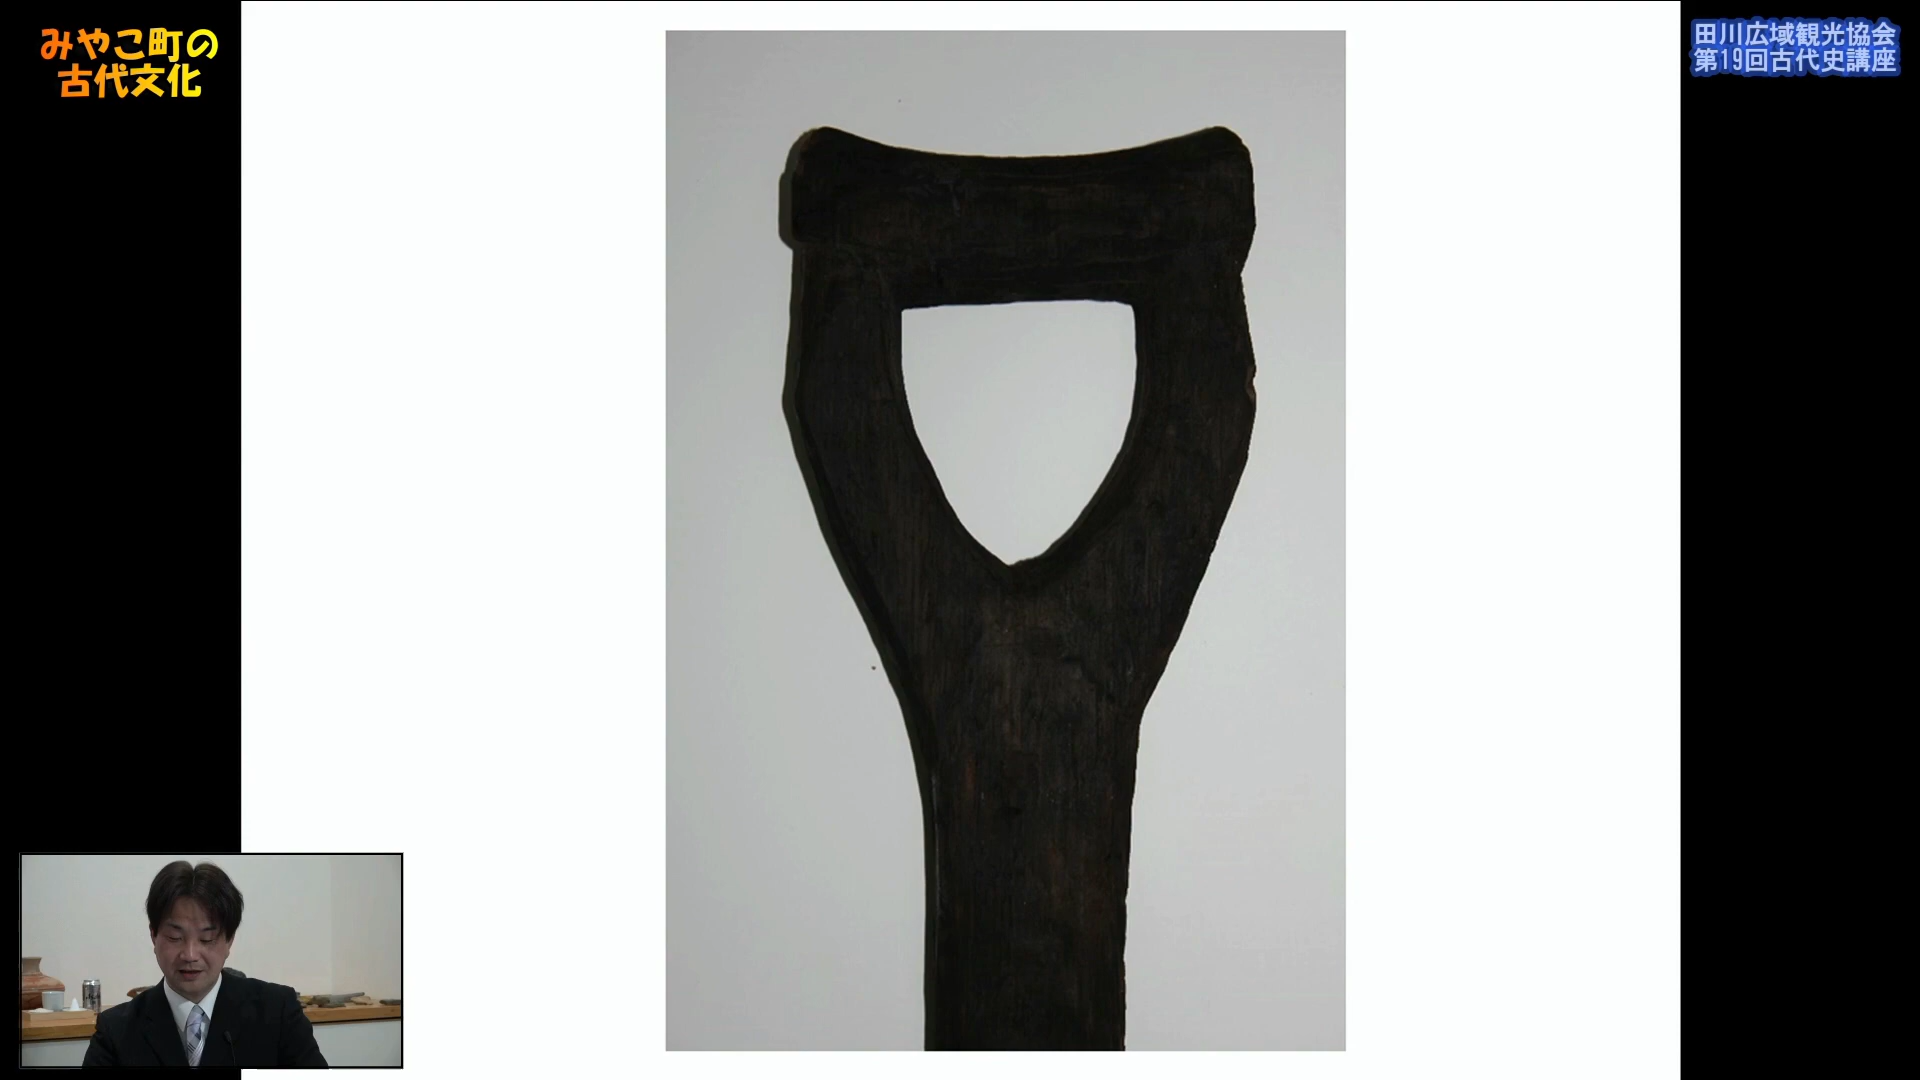 みやこ町の
古代文化
田川広域観光協会
第19回古代史講座